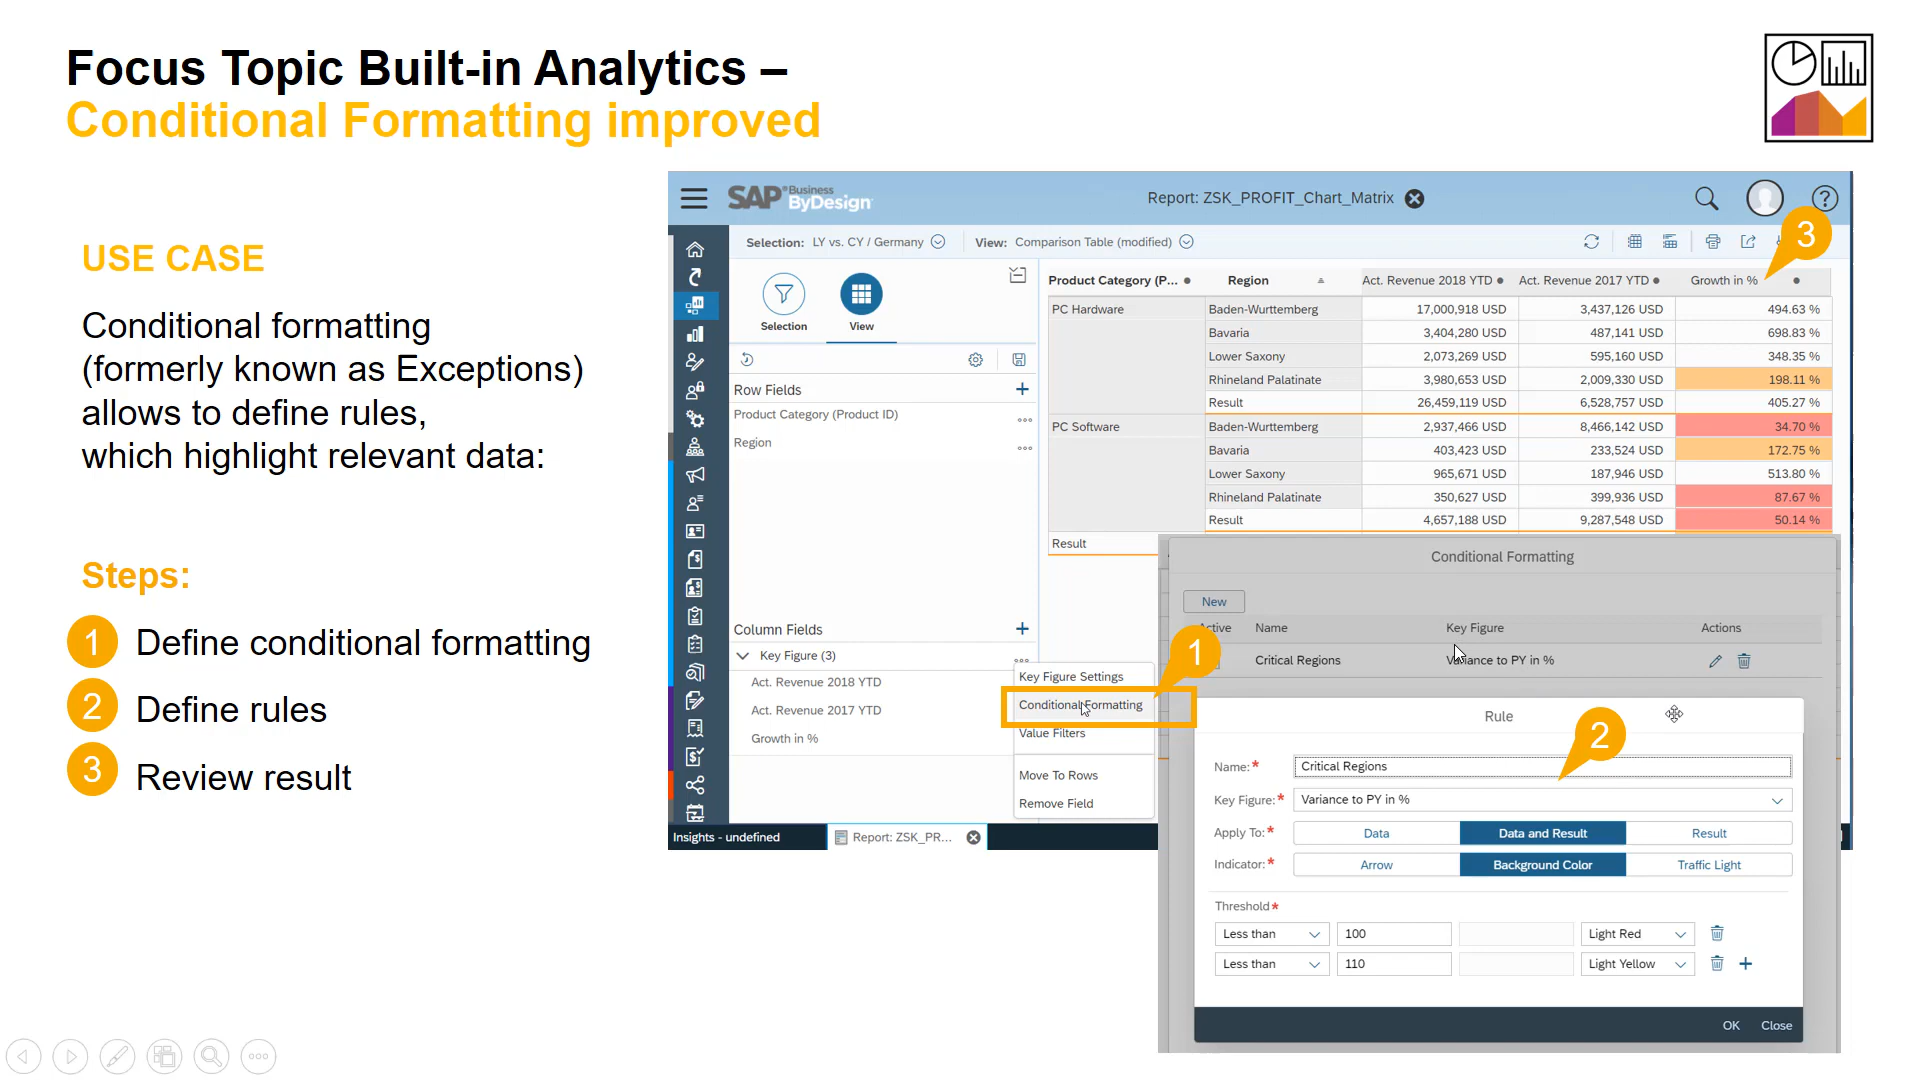 Focus Topic Built-in Analytics –
Conditional Formatting improved
USE CASE
Conditional formatting
(formerly known as Exceptions)
allows to define rules,
which highlight relevant data:
Steps:
1 Define conditional formatting
2 Define rules
3 Review result
SAP Business ByDesign
Report: ZSK_PROFIT_Chart_Matrix
Selection: LY vs. CY / Germany
View: Comparison Table (modified)
3
Selection
View
Row Fields
Product Category (Product ID)
Region
Column Fields
Key Figure (3)
Act. Revenue 2018 YTD
Act. Revenue 2017 YTD
Growth in %
Product Category (P... Region Act. Revenue 2018 YTD Act. Revenue 2017 YTD Growth in %
PC Hardware Baden-Wurttemberg 17,000,918 USD 3,437,126 USD 494.63 %
Bavaria 3,404,280 USD 487,141 USD 698.83 %
Lower Saxony 2,073,269 USD 595,160 USD 348.35 %
Rhineland Palatinate 3,980,653 USD 2,009,330 USD 198.11 %
Result 26,459,119 USD 6,528,757 USD 405.27 %
PC Software Baden-Wurttemberg 2,937,466 USD 8,466,142 USD 34.70 %
Bavaria 403,423 USD 233,524 USD 172.75 %
Lower Saxony 965,671 USD 187,946 USD 513.80 %
Rhineland Palatinate 350,627 USD 399,936 USD 87.67 %
Result 4,657,188 USD 9,287,548 USD 50.14 %
Result
1
Key Figure Settings
Conditional Formatting
Value Filters
Move To Rows
Remove Field
Insights - undefined
Report: ZSK_PR...
Conditional Formatting
New
Name Key Figure Actions
Critical Regions Variance to PY in %
Rule
2
Name:* Critical Regions
Key Figure:* Variance to PY in %
Apply To:* Data Data and Result Result
Indicator:* Arrow Background Color Traffic Light
Threshold*
Less than 100 Light Red
Less than 110 Light Yellow
OK Close